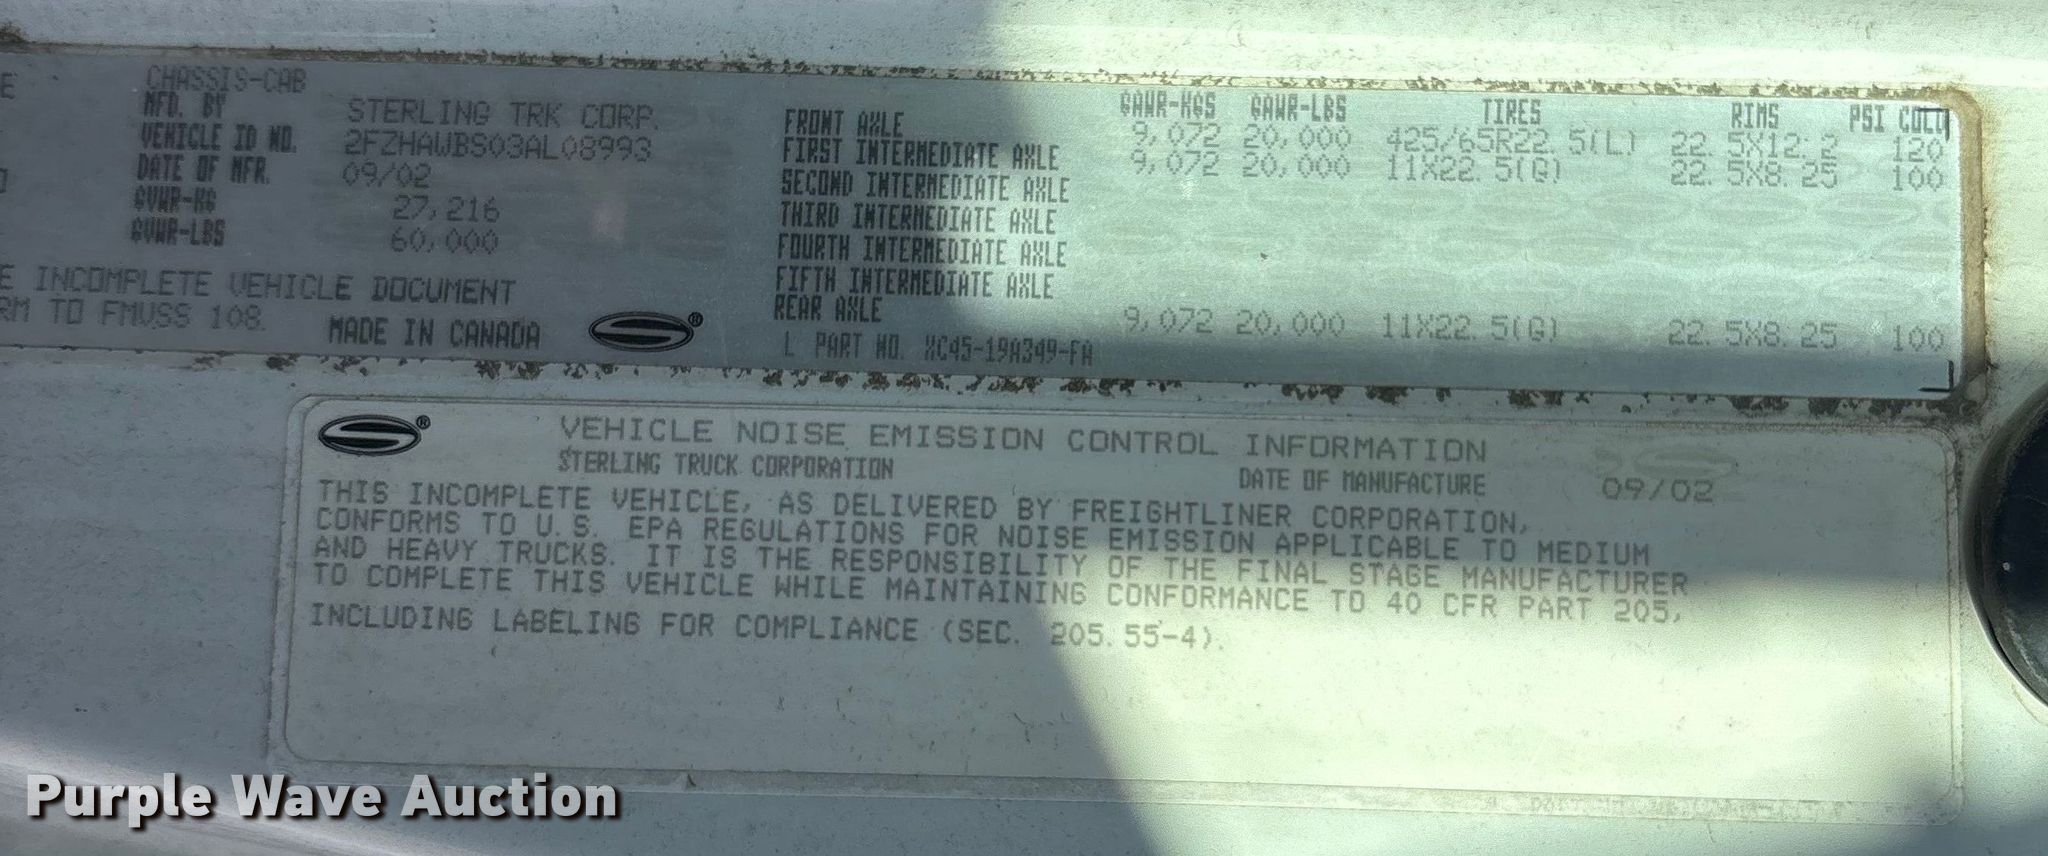 CHASSIS-CAB
MFD. BY STERLING TRK CORP.
VEHICLE ID NO. 2FZHAWBS03AL08993
DATE OF MFR. 09/02
GVWR-KG 27,216
GVWR-LBS 60,000
E INCOMPLETE VEHICLE DOCUMENT
RM TO FMVSS 108.
MADE IN CANADA
GAWR-KGS GAWR-LBS TIRES RIMS PSI COLD
FRONT AXLE 9,072 20,000 425/65R22.5(L) 22.5X12.2 120
FIRST INTERMEDIATE AXLE 9,072 20,000 11X22.5(G) 22.5X8.25 100
SECOND INTERMEDIATE AXLE
THIRD INTERMEDIATE AXLE
FOURTH INTERMEDIATE AXLE
FIFTH INTERMEDIATE AXLE
REAR AXLE 9,072 20,000 11X22.5(G) 22.5X8.25 100
L PART NO. XC45-19A349-FA
VEHICLE NOISE EMISSION CONTROL INFORMATION
STERLING TRUCK CORPORATION DATE OF MANUFACTURE 09/02
THIS INCOMPLETE VEHICLE, AS DELIVERED BY FREIGHTLINER CORPORATION,
CONFORMS TO U.S. EPA REGULATIONS FOR NOISE EMISSION APPLICABLE TO MEDIUM
AND HEAVY TRUCKS. IT IS THE RESPONSIBILITY OF THE FINAL STAGE MANUFACTURER
TO COMPLETE THIS VEHICLE WHILE MAINTAINING CONFORMANCE TO 40 CFR PART 205,
INCLUDING LABELING FOR COMPLIANCE (SEC. 205.55-4).
Purple Wave Auction